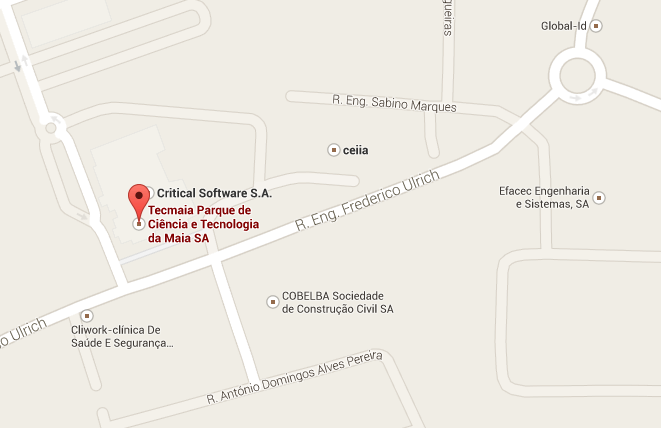 gueiras
Global-Id
R. Eng. Sabino Marques
ceiia
Critical Software S.A.
Tecmaia Parque de
Ciência e Tecnologia
da Maia SA
R. Eng. Frederico Ulrich
Efacec Engenharia
e Sistemas, SA
COBELBA Sociedade
de Construção Civil SA
o Ulrich
Cliwork-clínica De
Saúde E Segurança...
R. António Domingos Alves Pereira